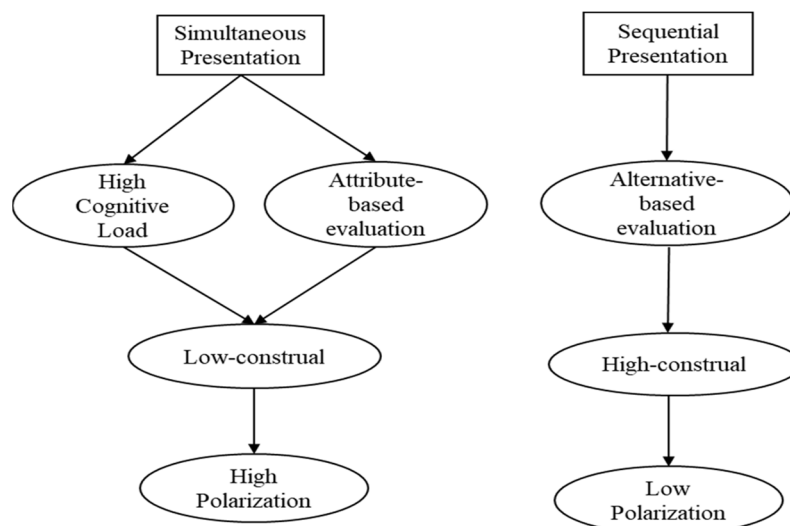 Simultaneous
Presentation
Sequential
Presentation
High
Cognitive
Load
Attribute-
based
evaluation
Alternative-
based
evaluation
Low-construal
High-construal
High
Polarization
Low
Polarization